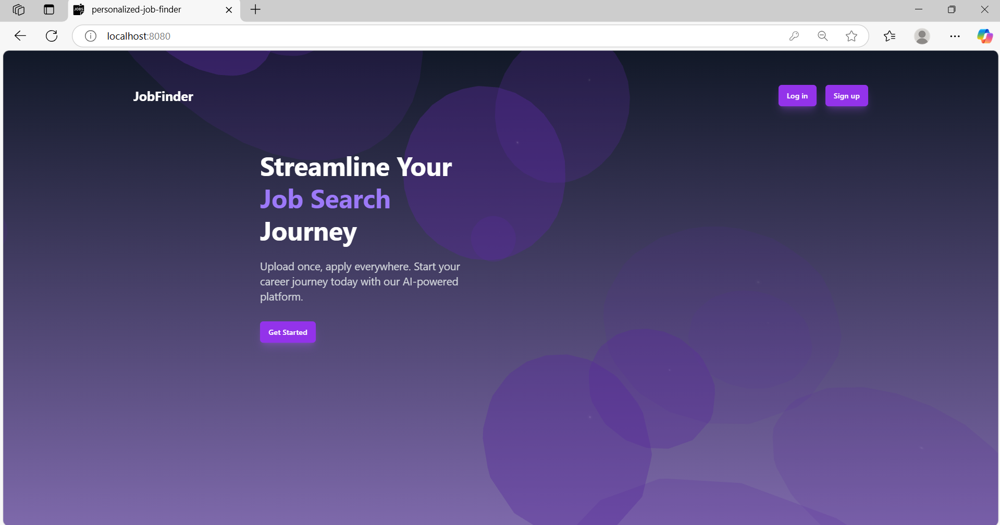 JOBS
personalized-job-finder
localhost:8080
JobFinder
Log in
Sign up
Streamline Your
Job Search
Journey
Upload once, apply everywhere. Start your
career journey today with our AI-powered
platform.
Get Started